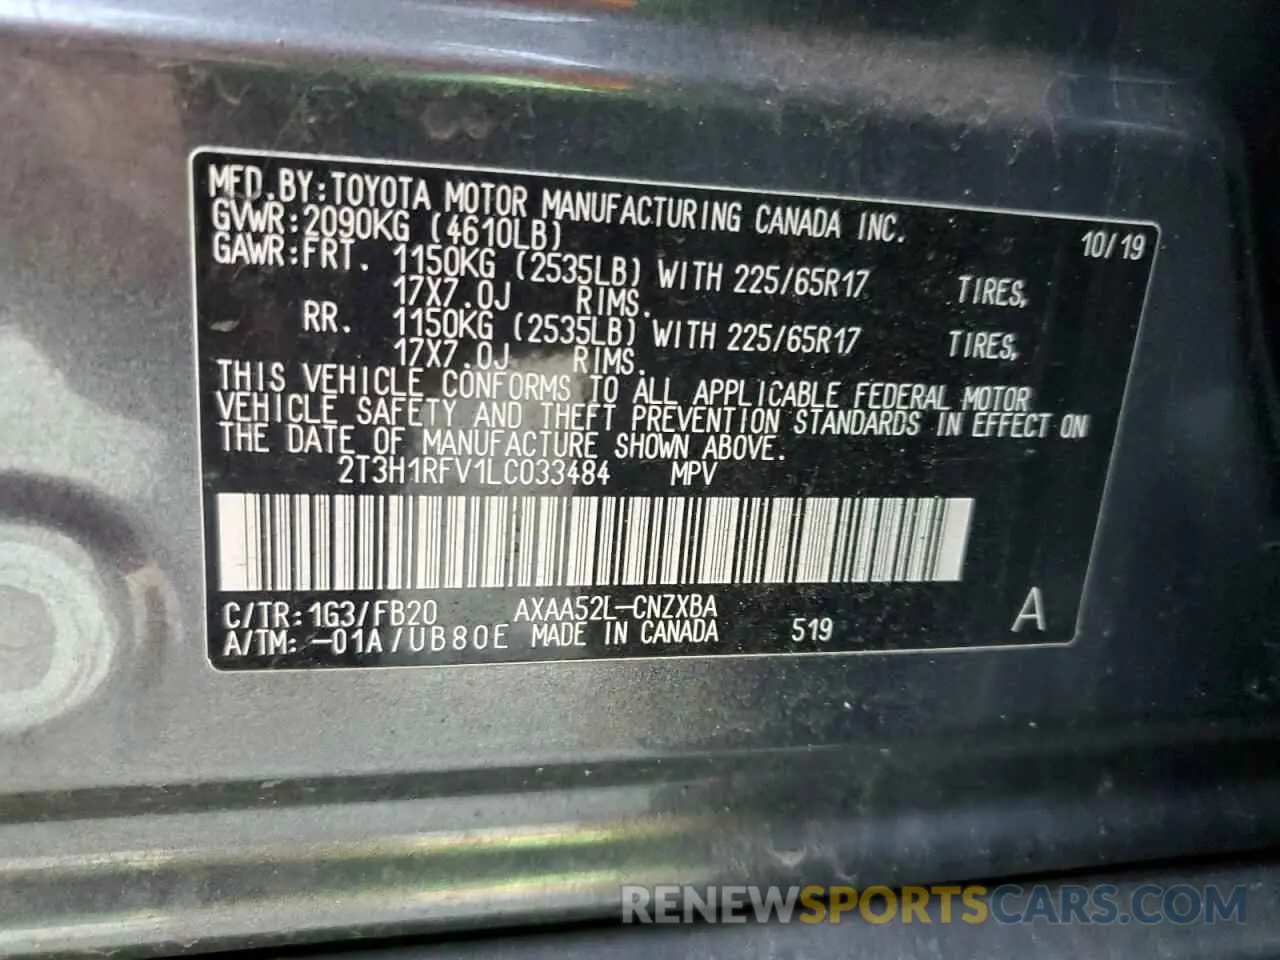 MFD.BY:TOYOTA MOTOR MANUFACTURING CANADA INC. 10/19
GVWR:2090KG (4610LB)
GAWR:FRT. 1150KG (2535LB) WITH 225/65R17 TIRES,
17X7.0J RIMS.
RR. 1150KG (2535LB) WITH 225/65R17 TIRES,
17X7.0J RIMS.
THIS VEHICLE CONFORMS TO ALL APPLICABLE FEDERAL MOTOR
VEHICLE SAFETY AND THEFT PREVENTION STANDARDS IN EFFECT ON
THE DATE OF MANUFACTURE SHOWN ABOVE.
2T3H1RFV1LC033484 MPV
C/TR:1G3/FB20 AXAA52L-CNZXBA
A/TM:-01A/UB80E MADE IN CANADA 519 A
RENEWSPORTSCARS.COM